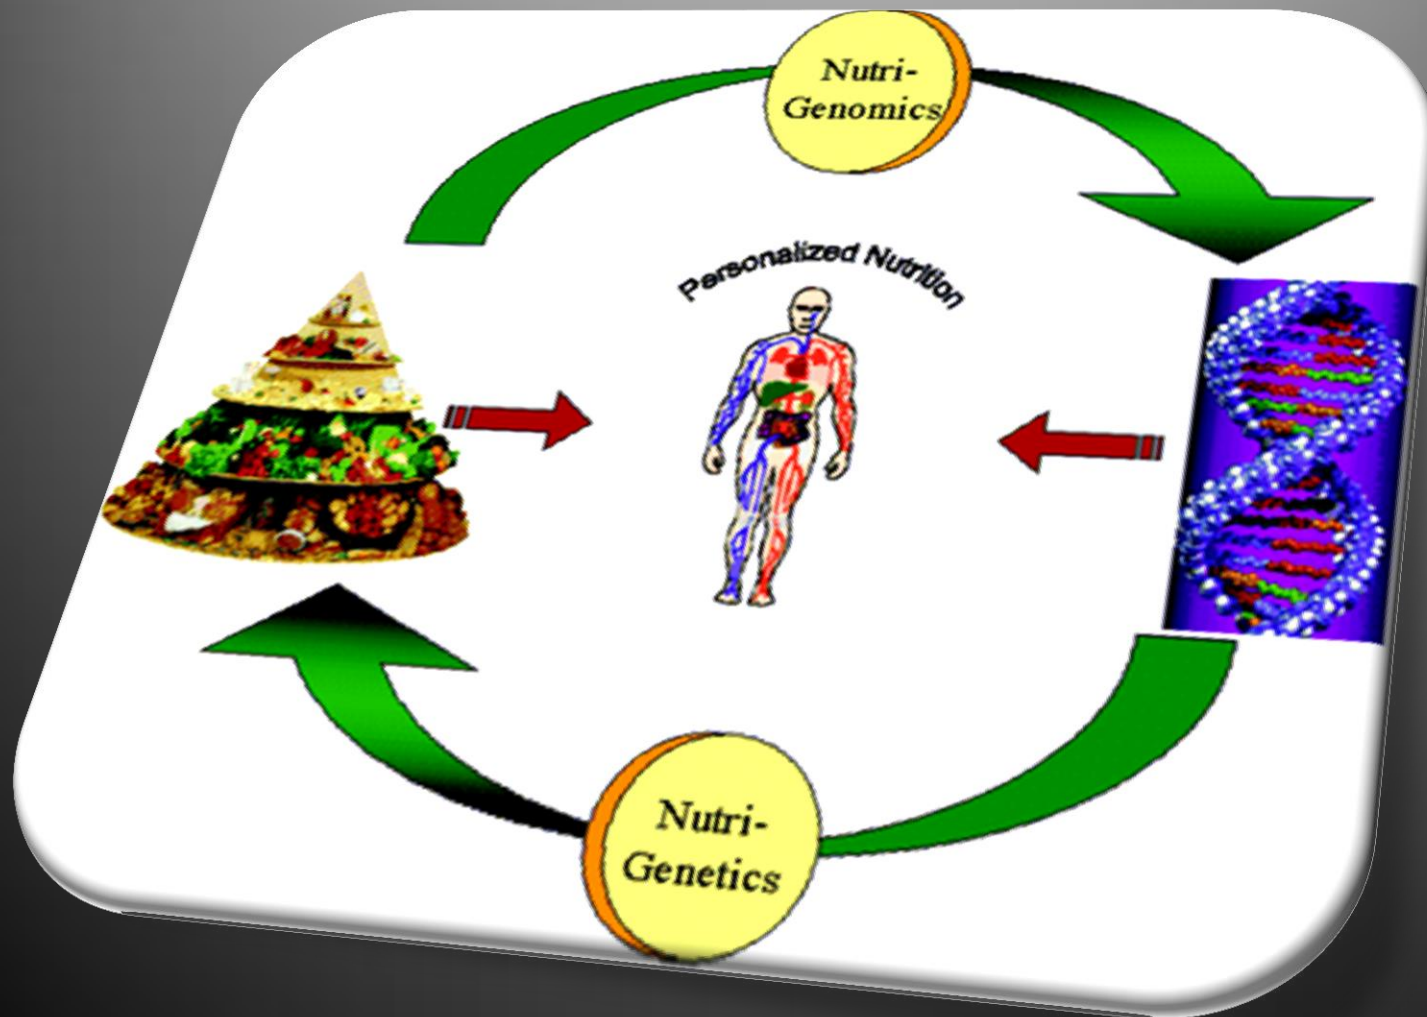 Nutri-
Genomics
Personalized Nutrition
Nutri-
Genetics